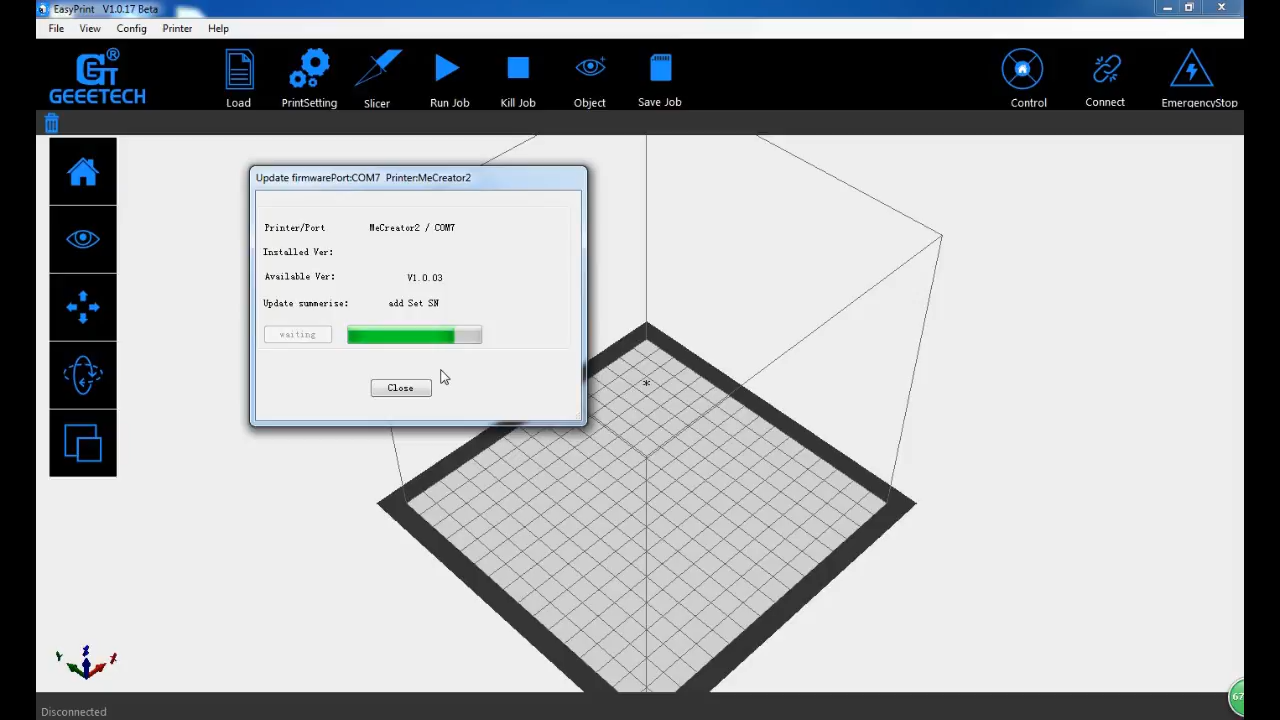 EasyPrint V1.0.17 Beta
File View Config Printer Help
GEEETECH ®
Load PrintSetting Slicer Run Job Kill Job Object Save Job Control Connect EmergencyStop
Update firmwarePort:COM7 Printer:MeCreator2
Printer/Port MeCreator2 / COM7
Installed Ver:
Available Ver: V1.0.03
Update summerise: add Set SN
waiting
Close
*
Y Z X
67
Disconnected